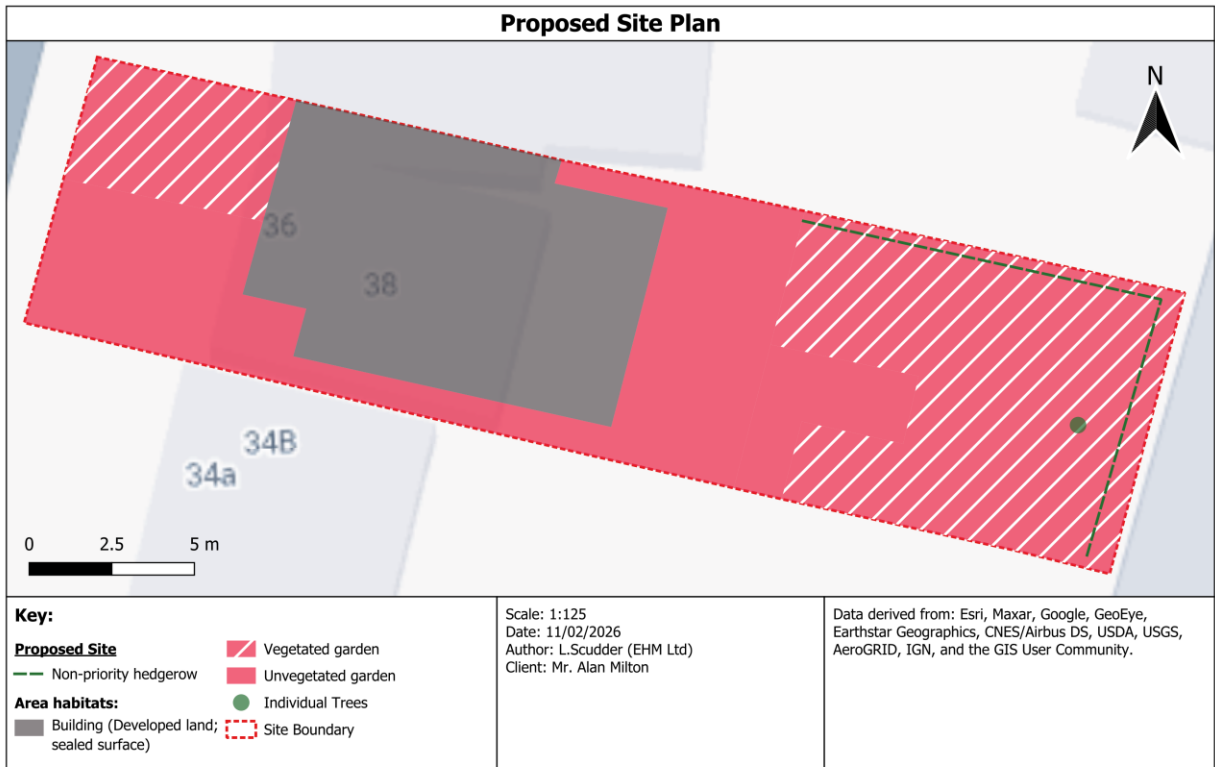 Proposed Site Plan
N
36
38
34B
34a
0 2.5 5 m
Key:
Proposed Site
Non-priority hedgerow
Area habitats:
Building (Developed land;
sealed surface)
Vegetated garden
Unvegetated garden
Individual Trees
Site Boundary
Scale: 1:125
Date: 11/02/2026
Author: L.Scudder (EHM Ltd)
Client: Mr. Alan Milton
Data derived from: Esri, Maxar, Google, GeoEye,
Earthstar Geographics, CNES/Airbus DS, USDA, USGS,
AeroGRID, IGN, and the GIS User Community.